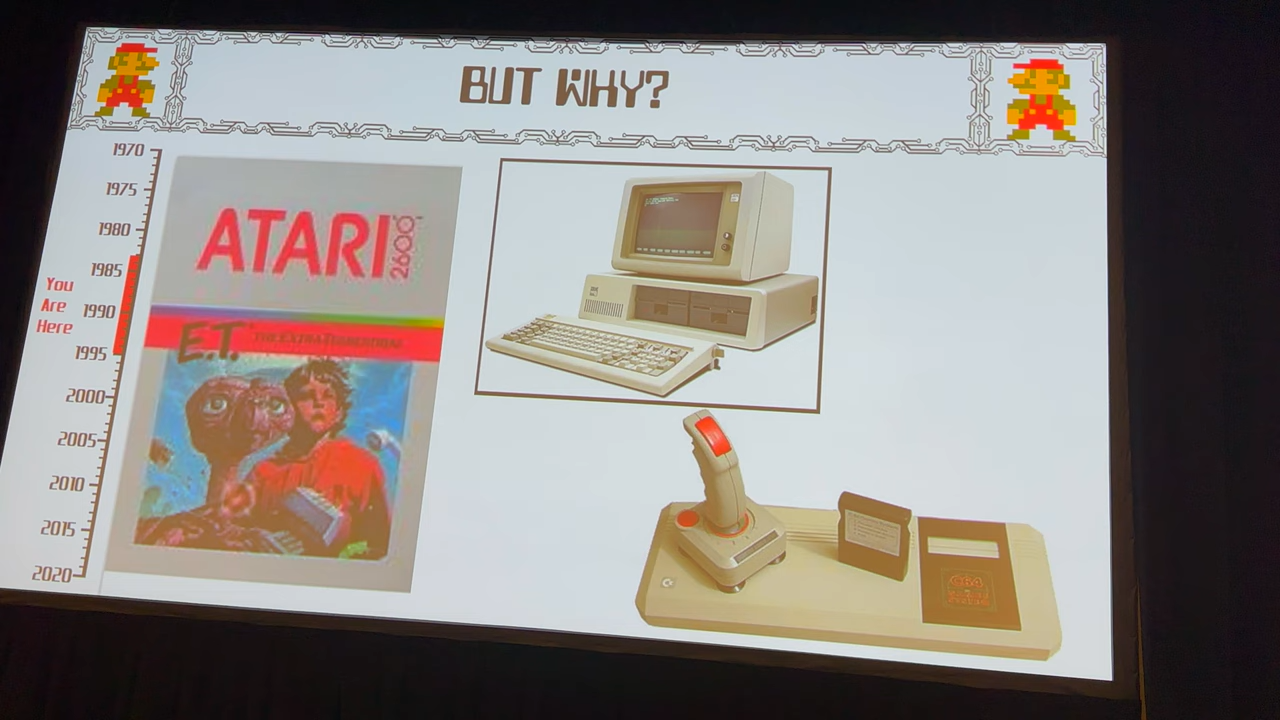 BUT WHY?
1970
1975
1980
1985
You
Are
Here
1990
1995
2000
2005
2010
2015
2020
ATARI 2600
E.T. THE EXTRA-TERRESTRIAL
C64